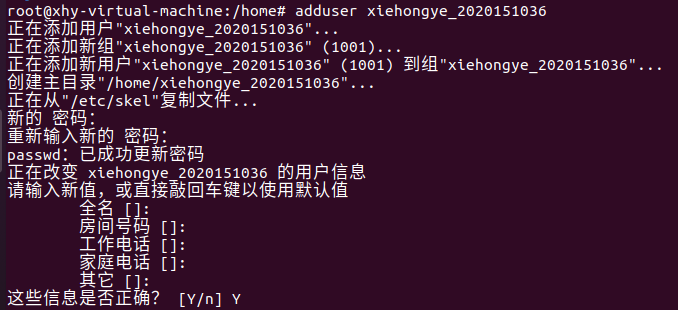 root@xhy-virtual-machine:/home# adduser xiehongye_2020151036
正在添加用户"xiehongye_2020151036"...
正在添加新组"xiehongye_2020151036" (1001)...
正在添加新用户"xiehongye_2020151036" (1001) 到组"xiehongye_2020151036"...
创建主目录"/home/xiehongye_2020151036"...
正在从"/etc/skel"复制文件...
新的 密码：
重新输入新的 密码：
passwd：已成功更新密码
正在改变 xiehongye_2020151036 的用户信息
请输入新值，或直接敲回车键以使用默认值
全名 []:
房间号码 []:
工作电话 []:
家庭电话 []:
其它 []:
这些信息是否正确？ [Y/n] Y